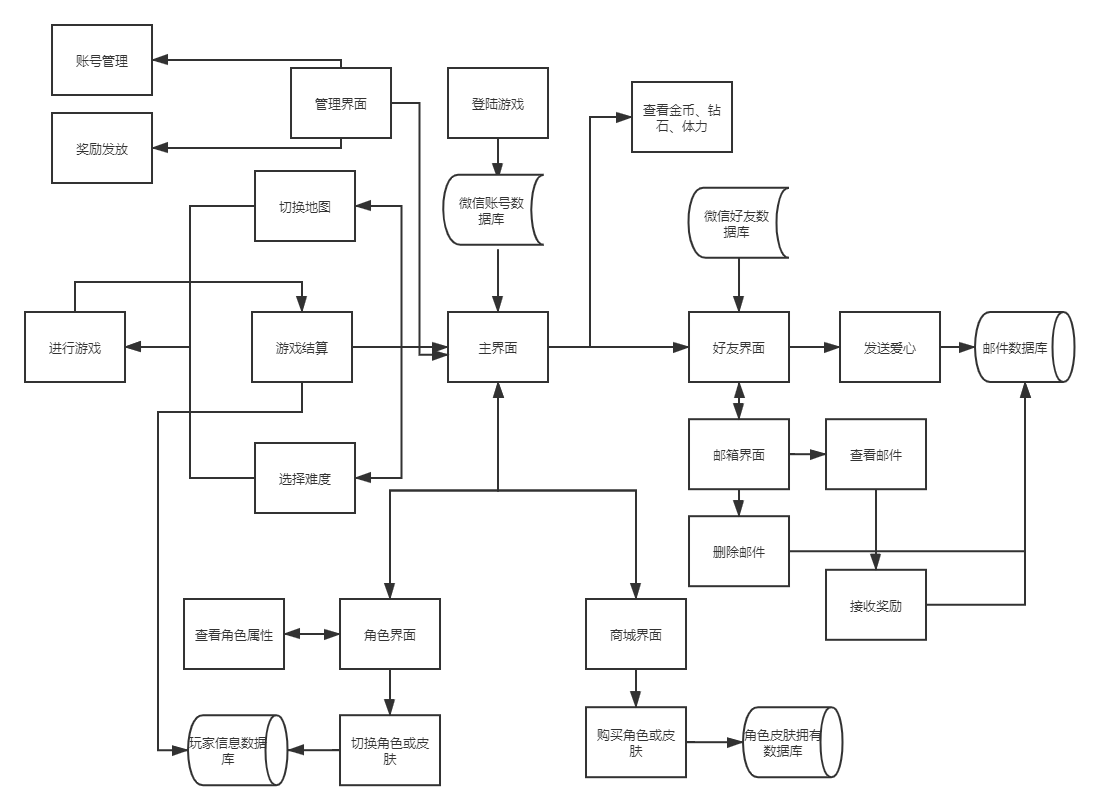 账号管理
管理界面
登陆游戏
查看金币、钻
石、体力
奖励发放
切换地图
微信账号数
据库
微信好友数
据库
进行游戏
游戏结算
主界面
好友界面
发送爱心
邮件数据库
邮箱界面
查看邮件
选择难度
删除邮件
接收奖励
查看角色属性
角色界面
商城界面
玩家信息数据
库
切换角色或皮
肤
购买角色或皮
肤
角色皮肤拥有
数据库